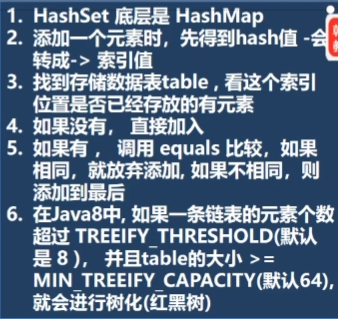 1. HashSet 底层是 HashMap
2. 添加一个元素时，先得到hash值 -会
转成-> 索引值
3. 找到存储数据表table , 看这个索引
位置是否已经存放的有元素
4. 如果没有， 直接加入
5. 如果有 ， 调用 equals 比较，如果
相同，就放弃添加, 如果不相同，则
添加到最后
6. 在Java8中, 如果一条链表的元素个数
超过 TREEIFY_THRESHOLD(默认
是 8 )， 并且table的大小 >=
MIN_TREEIFY_CAPACITY(默认64),
就会进行树化(红黑树)